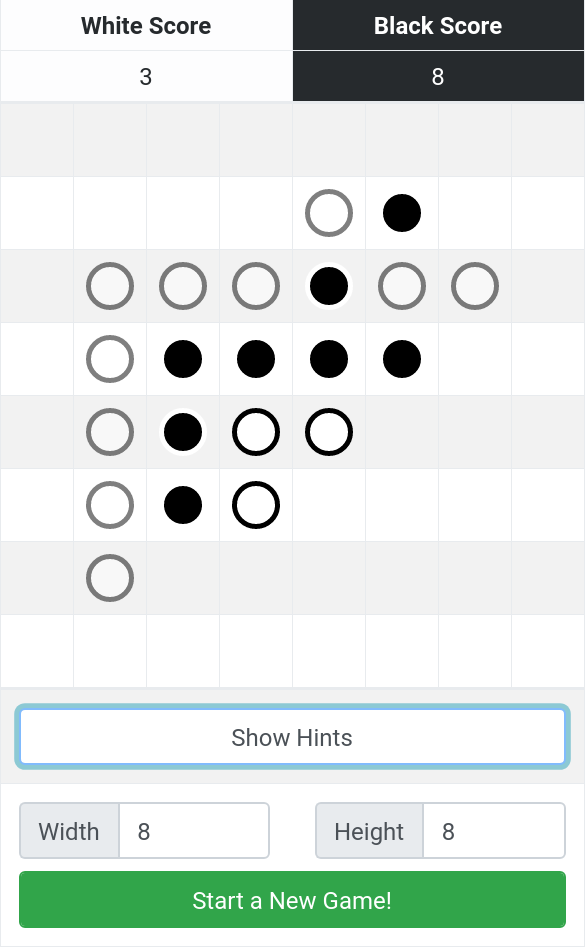 White Score Black Score
3 8
Show Hints
Width 8 Height 8
Start a New Game!